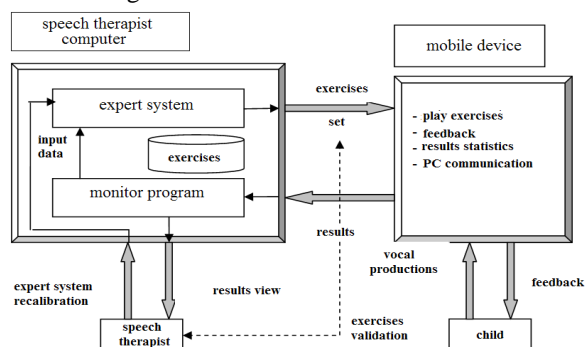 speech therapist
computer
mobile device
expert system
input
data
exercises
monitor program
exercises
set
results
- play exercises
- feedback
- results statistics
- PC communication
expert system
recalibration
results view
vocal
productions
feedback
speech
therapist
exercises
validation
child